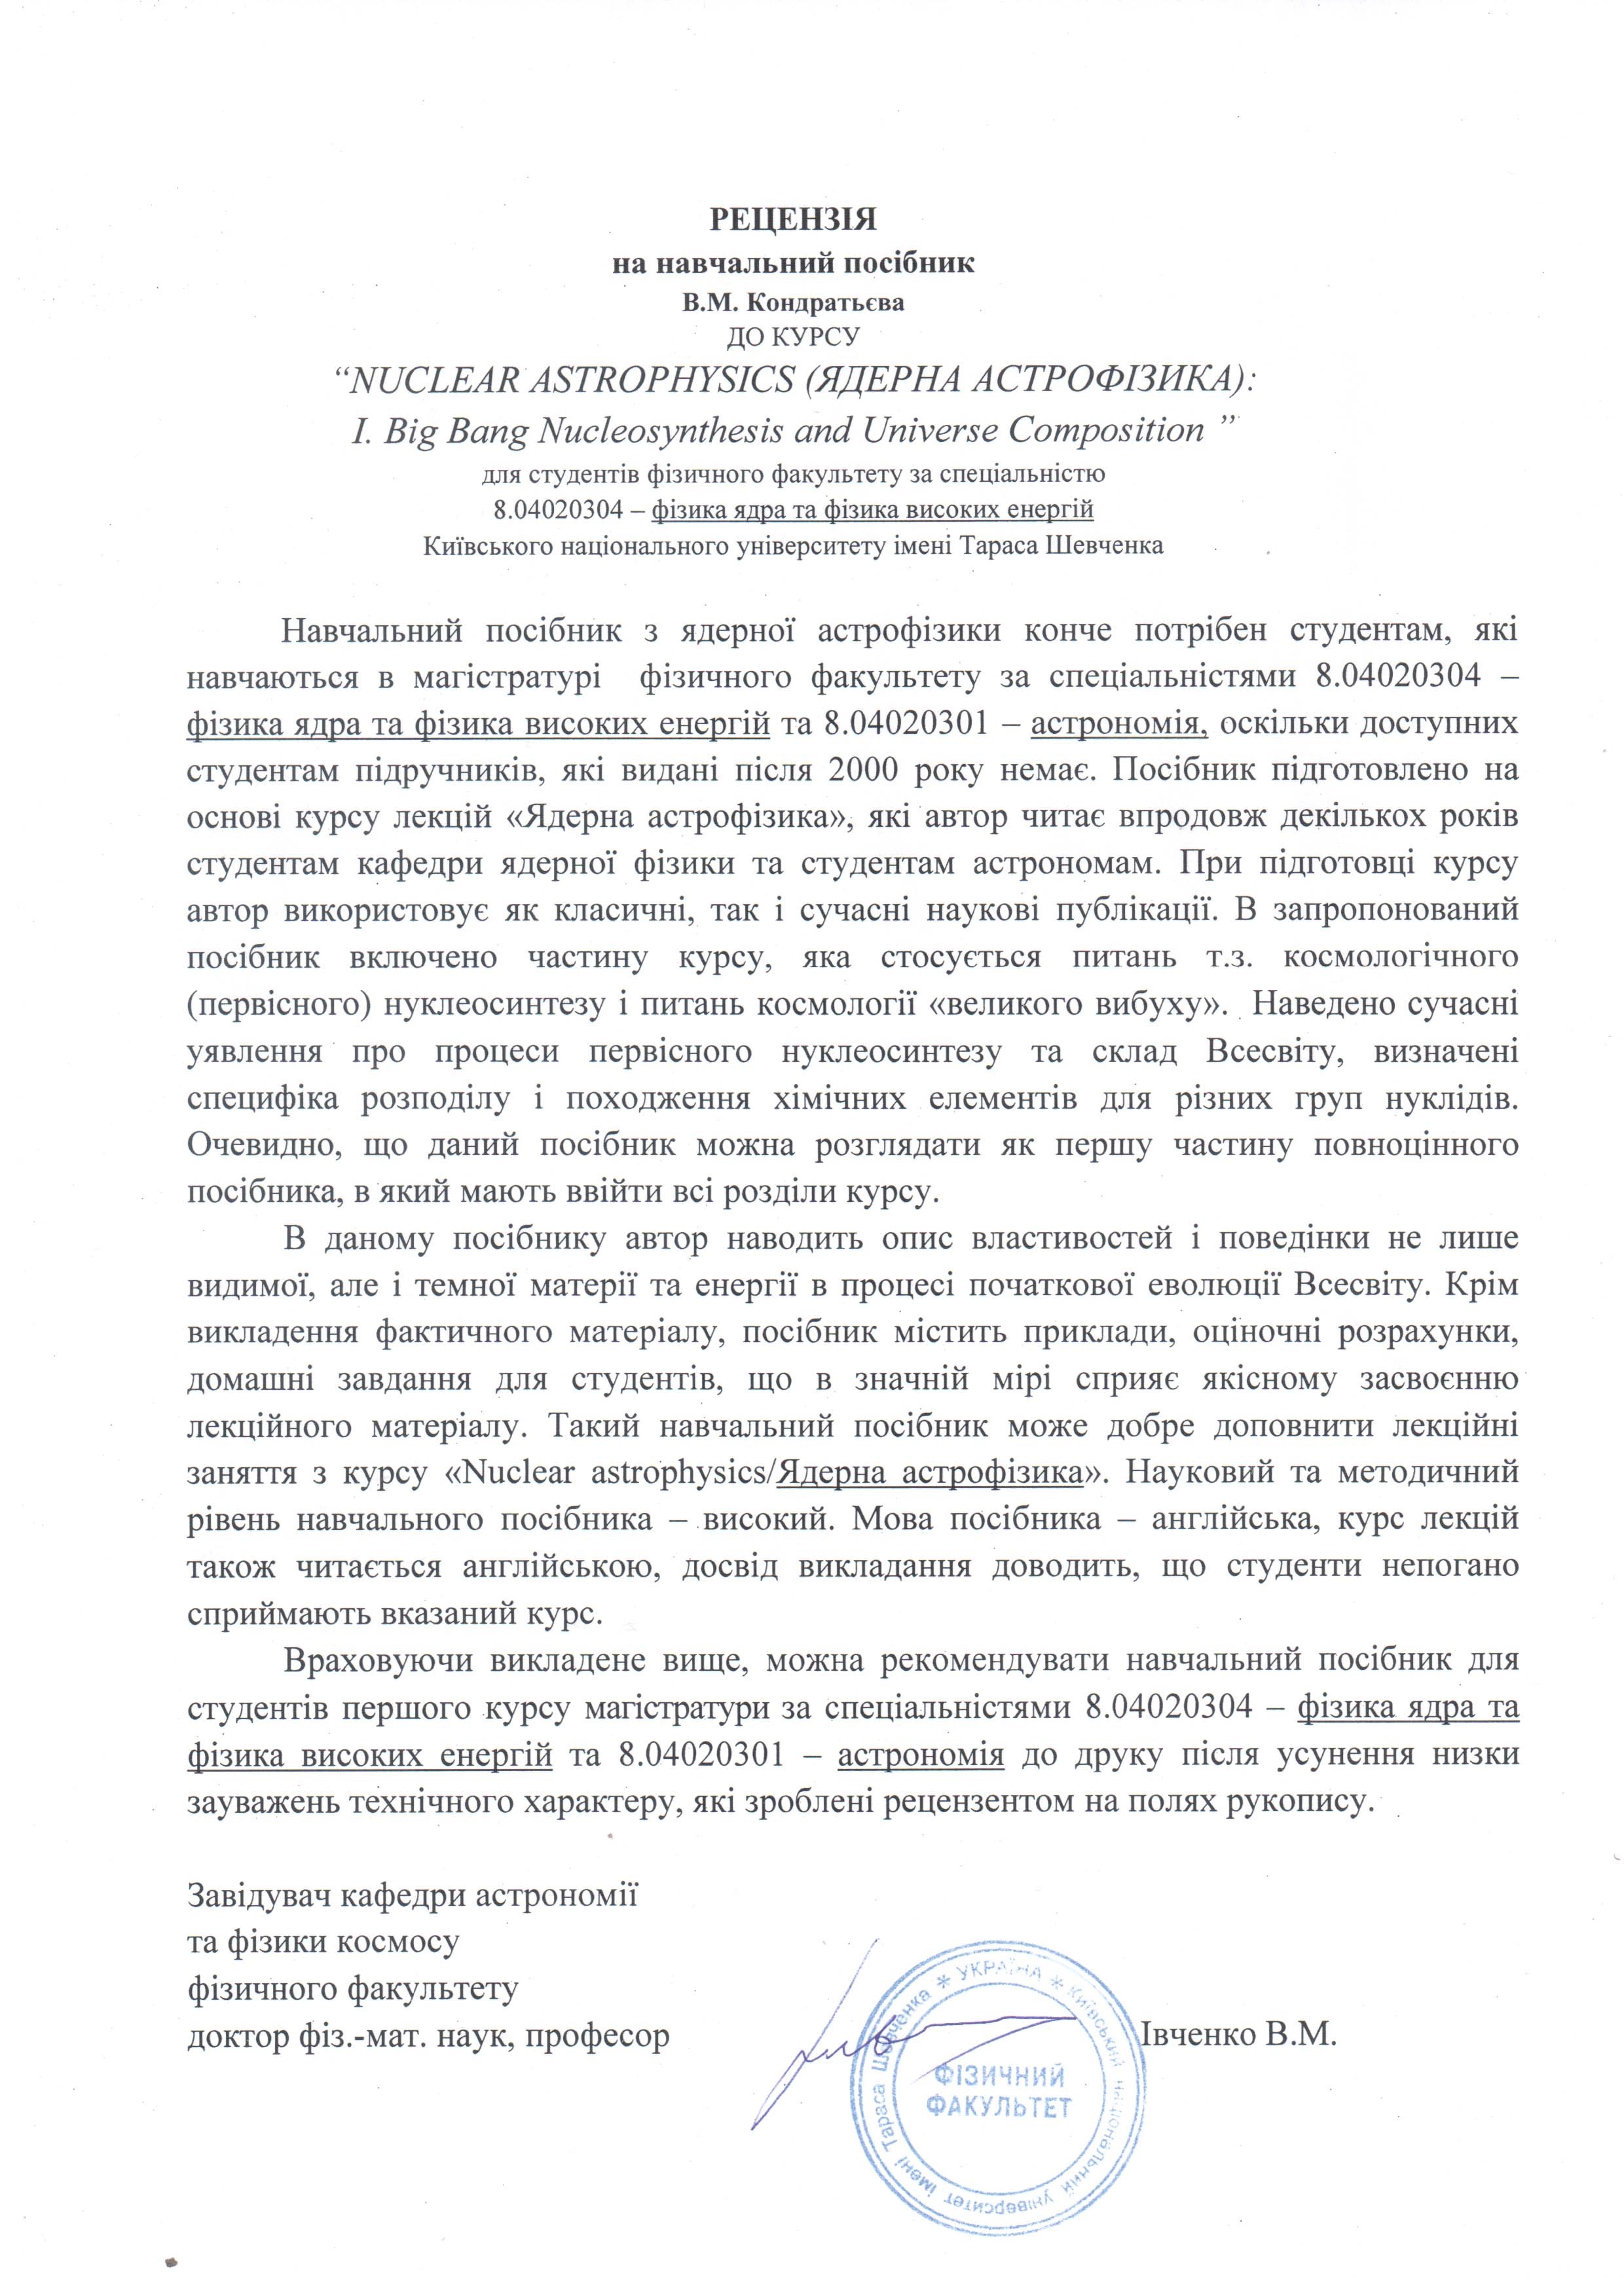 РЕЦЕНЗІЯ
на навчальний посібник
В.М. Кондратьєва
ДО КУРСУ
“NUCLEAR ASTROPHYSICS (ЯДЕРНА АСТРОФІЗИКА):
I. Big Bang Nucleosynthesis and Universe Composition ”
для студентів фізичного факультету за спеціальністю
8.04020304 – фізика ядра та фізика високих енергій
Київського національного університету імені Тараса Шевченка
Навчальний посібник з ядерної астрофізики конче потрібен студентам, які
навчаються в магістратурі фізичного факультету за спеціальностями 8.04020304 –
фізика ядра та фізика високих енергій та 8.04020301 – астрономія, оскільки доступних
студентам підручників, які видані після 2000 року немає. Посібник підготовлено на
основі курсу лекцій «Ядерна астрофізика», які автор читає впродовж декількох років
студентам кафедри ядерної фізики та студентам астрономам. При підготовці курсу
автор використовує як класичні, так і сучасні наукові публікації. В запропонований
посібник включено частину курсу, яка стосується питань т.з. космологічного
(первісного) нуклеосинтезу і питань космології «великого вибуху». Наведено сучасні
уявлення про процеси первісного нуклеосинтезу та склад Всесвіту, визначені
специфіка розподілу і походження хімічних елементів для різних груп нуклідів.
Очевидно, що даний посібник можна розглядати як першу частину повноцінного
посібника, в який мають ввійти всі розділи курсу.
В даному посібнику автор наводить опис властивостей і поведінки не лише
видимої, але і темної матерії та енергії в процесі початкової еволюції Всесвіту. Крім
викладення фактичного матеріалу, посібник містить приклади, оціночні розрахунки,
домашні завдання для студентів, що в значній мірі сприяє якісному засвоєнню
лекційного матеріалу. Такий навчальний посібник може добре доповнити лекційні
заняття з курсу «Nuclear astrophysics/Ядерна астрофізика». Науковий та методичний
рівень навчального посібника – високий. Мова посібника – англійська, курс лекцій
також читається англійською, досвід викладання доводить, що студенти непогано
сприймають вказаний курс.
Враховуючи викладене вище, можна рекомендувати навчальний посібник для
студентів першого курсу магістратури за спеціальністями 8.04020304 – фізика ядра та
фізика високих енергій та 8.04020301 – астрономія до друку після усунення низки
зауважень технічного характеру, які зроблені рецензентом на полях рукопису.
Завідувач кафедри астрономії
та фізики космосу
фізичного факультету
доктор фіз.-мат. наук, професор Івченко В.М.
* УКРАЇНА * Київський національний університет імені Тараса Шевченка
ФІЗИЧНИЙ
ФАКУЛЬТЕТ